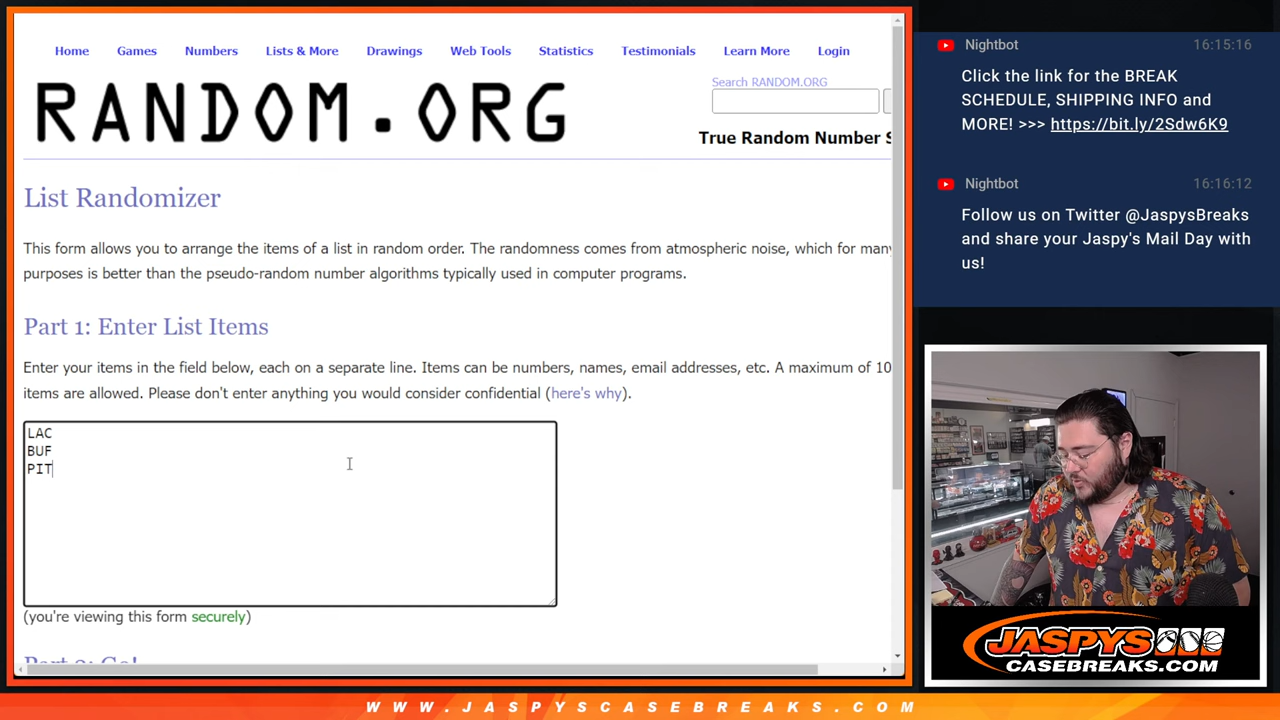 Home Games Numbers Lists & More Drawings Web Tools Statistics Testimonials Learn More Login
RANDOM.ORG
Search RANDOM.ORG
True Random Number S
List Randomizer
This form allows you to arrange the items of a list in random order. The randomness comes from atmospheric noise, which for many
purposes is better than the pseudo-random number algorithms typically used in computer programs.
Part 1: Enter List Items
Enter your items in the field below, each on a separate line. Items can be numbers, names, email addresses, etc. A maximum of 10
items are allowed. Please don't enter anything you would consider confidential (here's why).
LAC
BUF
PIT
(you're viewing this form securely)
Part 2: Go!
Nightbot 16:15:16
Click the link for the BREAK
SCHEDULE, SHIPPING INFO and
MORE! >>> https://bit.ly/2Sdw6K9
Nightbot 16:16:12
Follow us on Twitter @JaspysBreaks
and share your Jaspy's Mail Day with
us!
JASPYS
CASEBREAKS.COM
WWW.JASPYSCASEBREAKS.COM